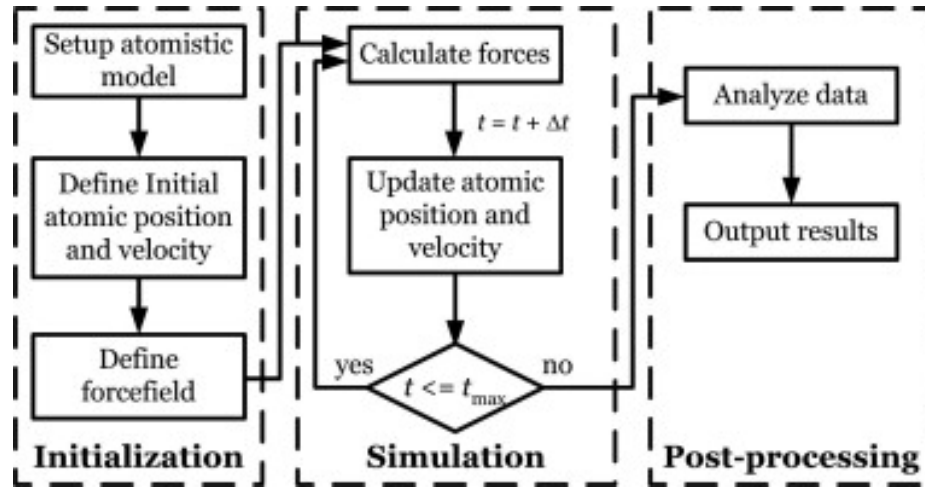 Setup atomistic
model
Define Initial
atomic position
and velocity
Define
forcefield
Initialization
Calculate forces
t = t + Δt
Update atomic
position and
velocity
yes
t <= tmax
no
Simulation
Analyze data
Output results
Post-processing